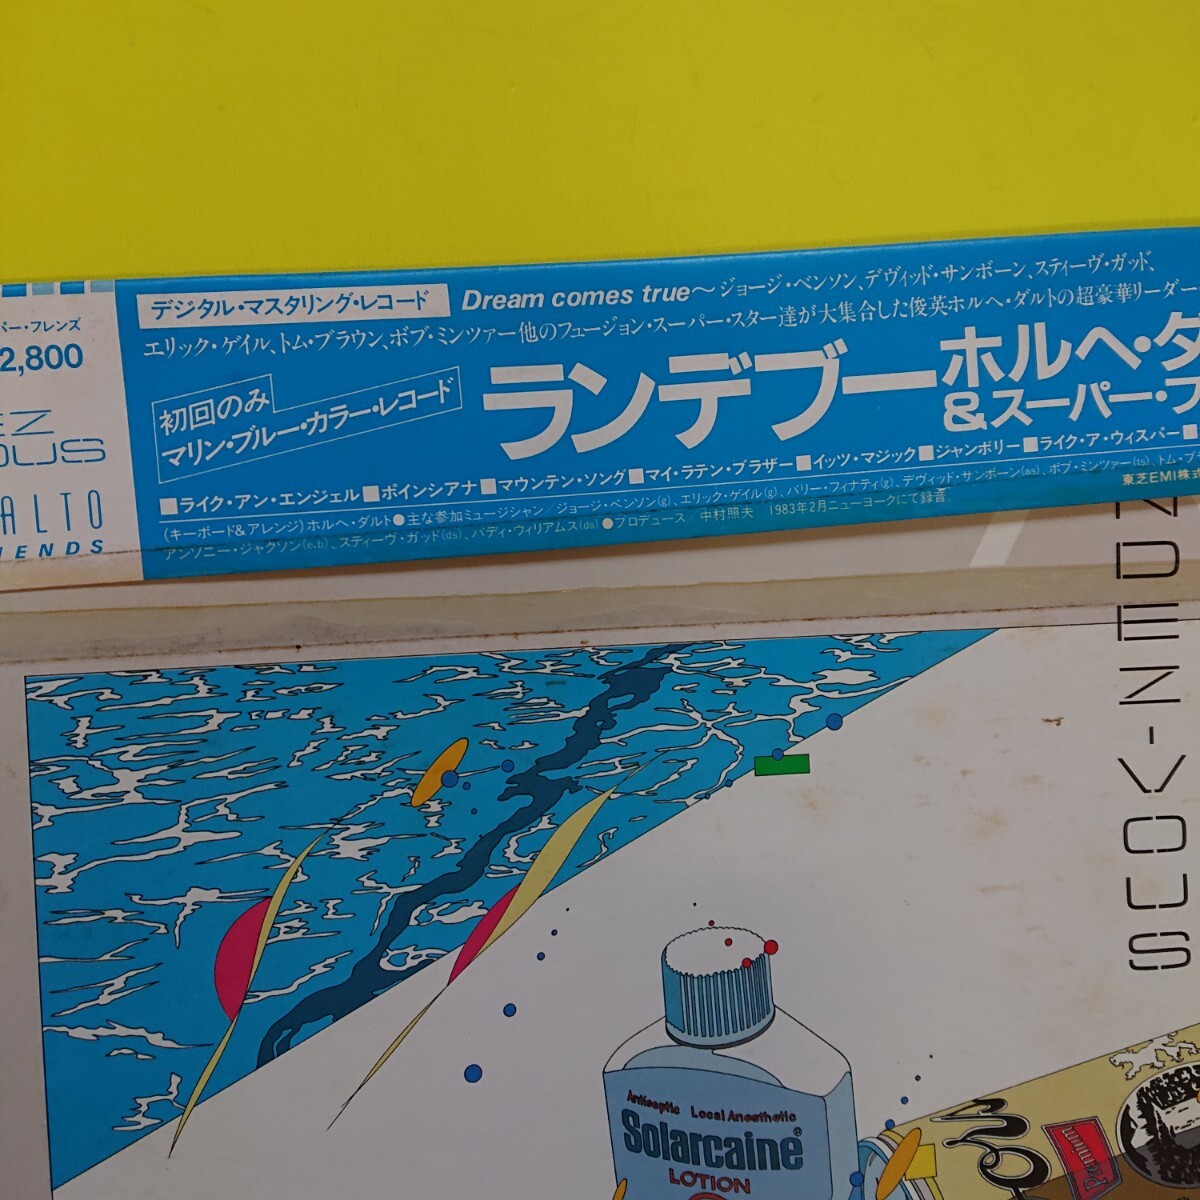 パー・フレンズ
2,800
EZ
OUS
ALTO
IENDS
デジタル・マスタリング・レコード
Dream comes true〜ジョージ・ベンソン、デヴィッド・サンボーン、スティーヴ・ガッド、
エリック・ゲイル、トム・ブラウン、ボブ・ミンツァー他のフュージョン・スーパー・スター達が大集合した俊英ホルヘ・ダルトの超豪華リーダー
初回のみ
マリン・ブルー・カラー・レコード
ランデブー
ホルヘ・ダ
&スーパー・フ
■ライク・アン・エンジェル■ポインシアナ■マウンテン・ソング■マイ・ラテン・ブラザー■イッツ・マジック■ジャンボリー■ライク・ア・ウィスパー■
(キーボード&アレンジ)ホルヘ・ダルト●主な参加ミュージシャン/ジョージ・ベンソン(g)、エリック・ゲイル(g)、バリー・フィナティ(g)、デヴィッド・サンボーン(as)、ボブ・ミンツァー(ts)、トム・ブラ
アンソニー・ジャクソン(e.b)、スティーヴ・ガッド(ds)、バディ・ウィリアムス(ds)●プロデュース/中村照夫 1983年2月ニューヨークにて録音
東芝EMI株式
NDEZ-VOUS
Antiseptic Local Anesthetic
Solarcaine®
LOTION
Premium